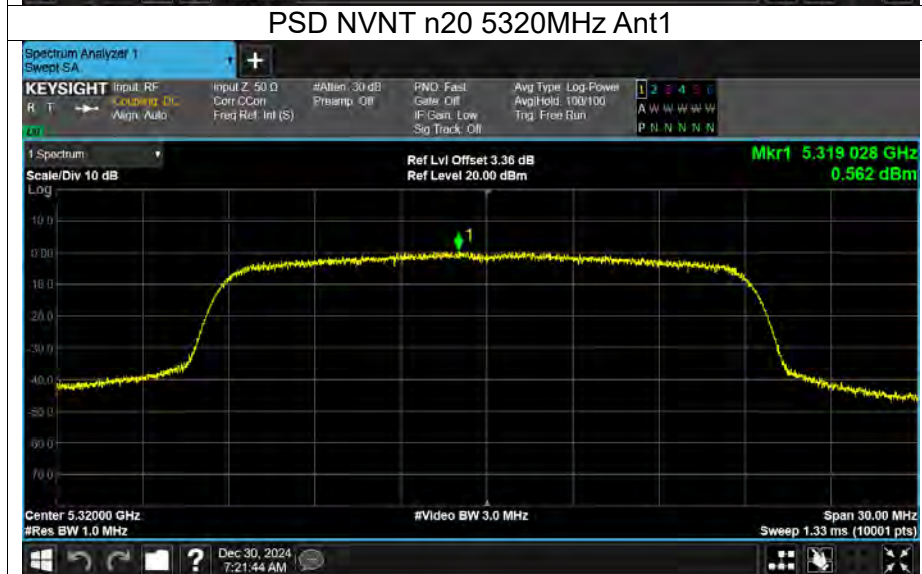 PSD NVNT n20 5320MHz Ant1
Spectrum Analyzer 1
Swept SA
+
KEYSIGHT Input: RF Input Z: 50 Ω #Atten: 30 dB PNO: Fast Avg Type: Log-Power 1 2 3 4 5 6
R T Coupling: DC Corr CCorr Preamp: Off Gate: Off Avg|Hold: 100/100 A W W W W W
Align: Auto Freq Ref: Int (S) IF Gain: Low Trig: Free Run
Sig Track: Off P N N N N N
1 Spectrum Ref Lvl Offset 3.36 dB Mkr1 5.319 028 GHz
Scale/Div 10 dB Ref Level 20.00 dBm 0.562 dBm
Log
10.0
1
0.00
-10.0
-20.0
-30.0
-40.0
-50.0
-60.0
-70.0
Center 5.32000 GHz #Video BW 3.0 MHz Span 30.00 MHz
#Res BW 1.0 MHz Sweep 1.33 ms (10001 pts)
? Dec 30, 2024
7:21:44 AM